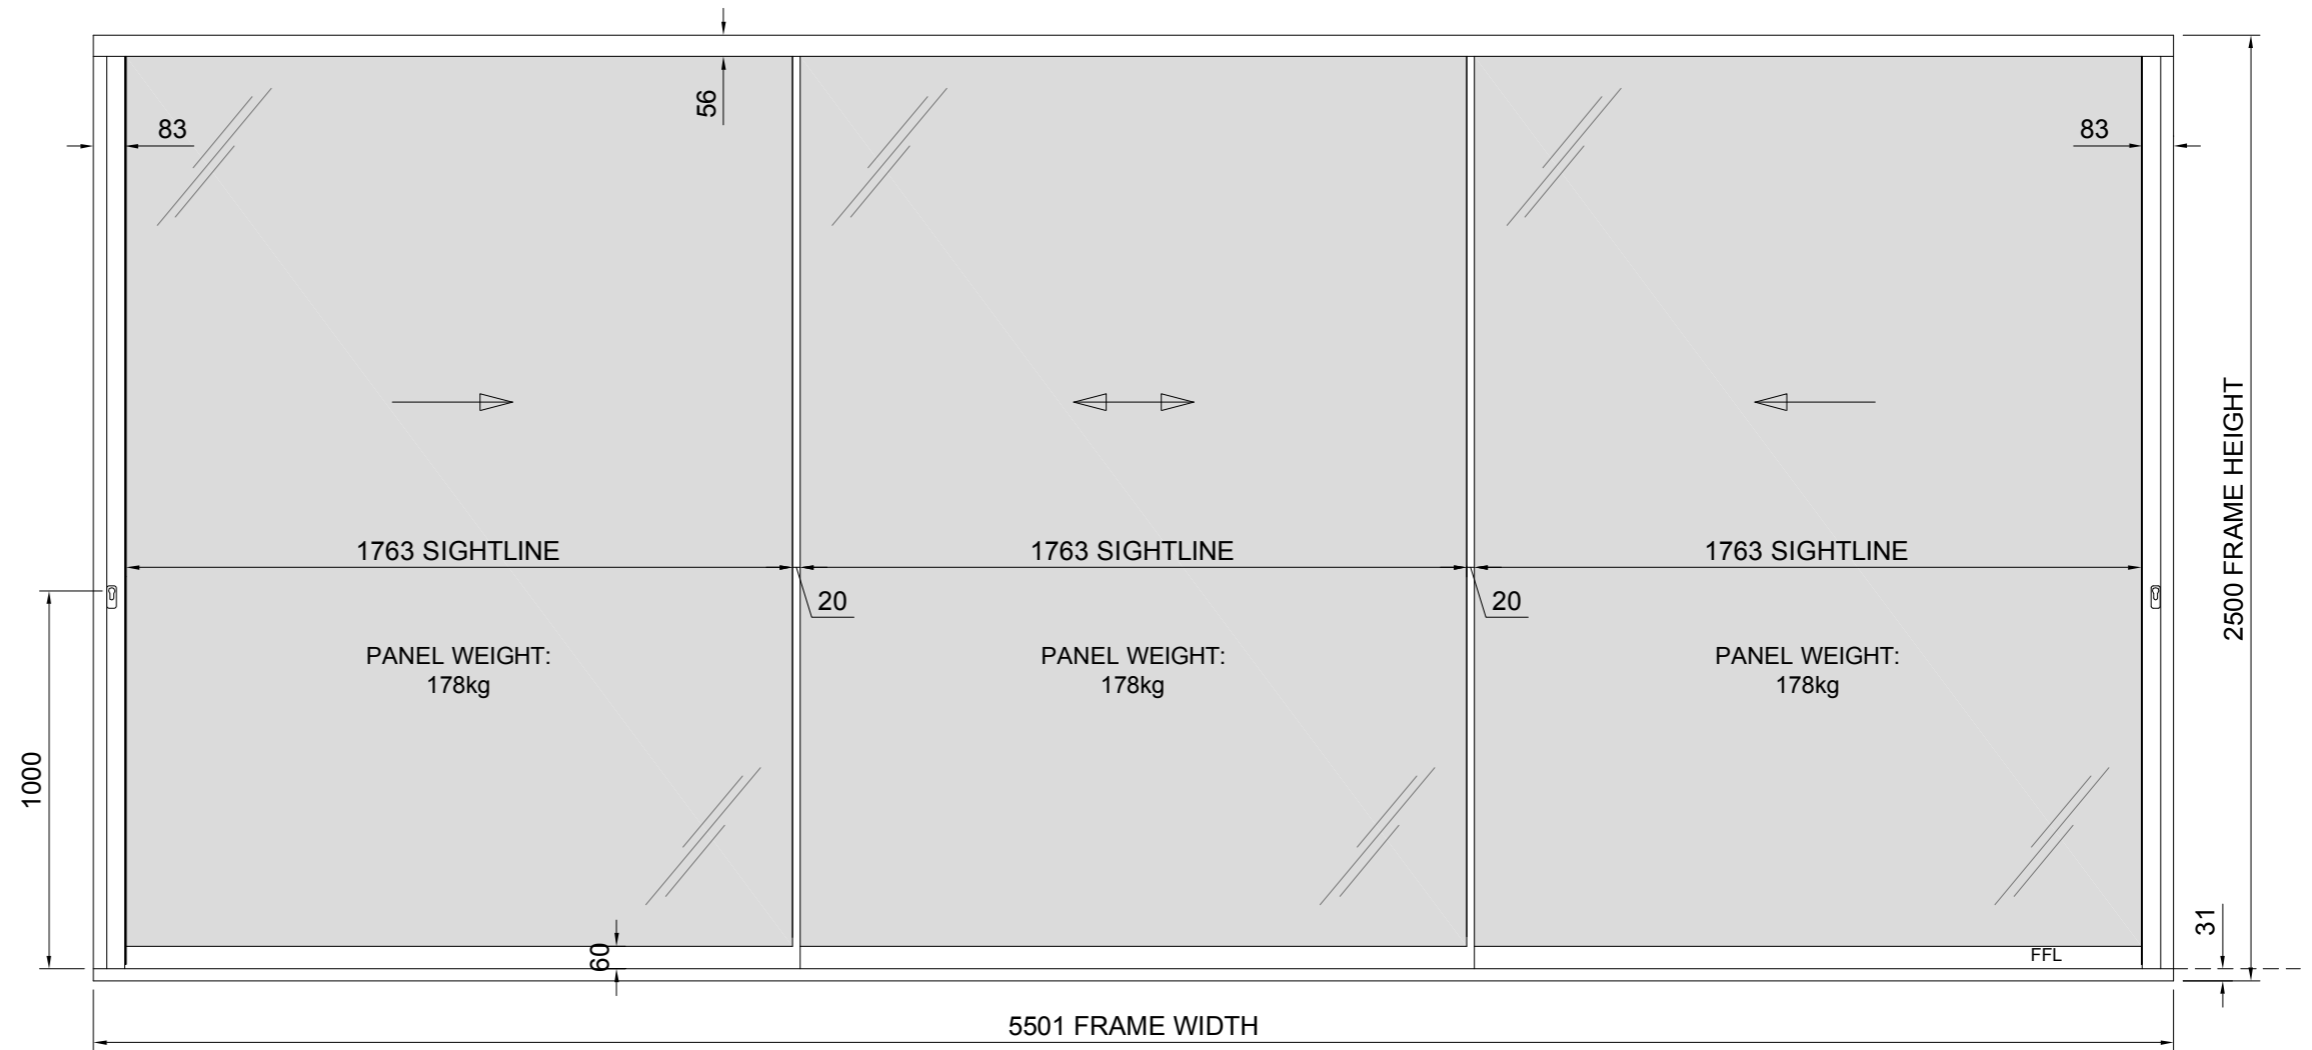 56
83
83
1763 SIGHTLINE
1763 SIGHTLINE
1763 SIGHTLINE
20
20
PANEL WEIGHT:
178kg
PANEL WEIGHT:
178kg
PANEL WEIGHT:
178kg
2500 FRAME HEIGHT
1000
60
31
FFL
5501 FRAME WIDTH